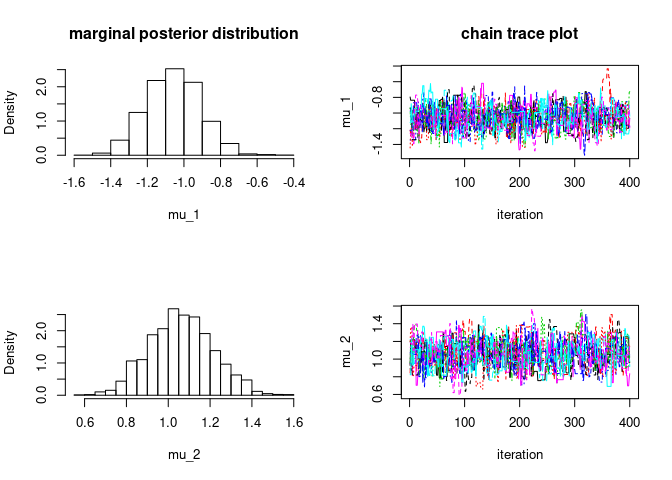 marginal posterior distribution
Density
0.0 1.0 2.0
-1.6 -1.4 -1.2 -1.0 -0.8 -0.6 -0.4
mu_1
chain trace plot
mu_1
-1.4 -0.8
0 100 200 300 400
iteration
Density
0.0 1.0 2.0
0.6 0.8 1.0 1.2 1.4 1.6
mu_2
mu_2
0.6 1.0 1.4
0 100 200 300 400
iteration